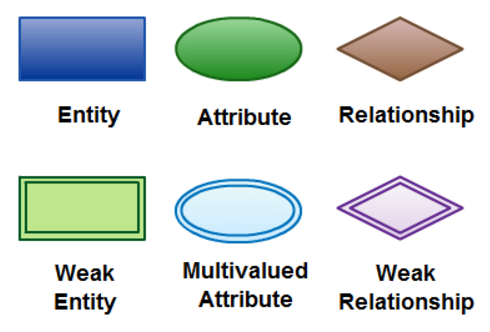 Entity
Attribute
Relationship
Weak
Entity
Multivalued
Attribute
Weak
Relationship